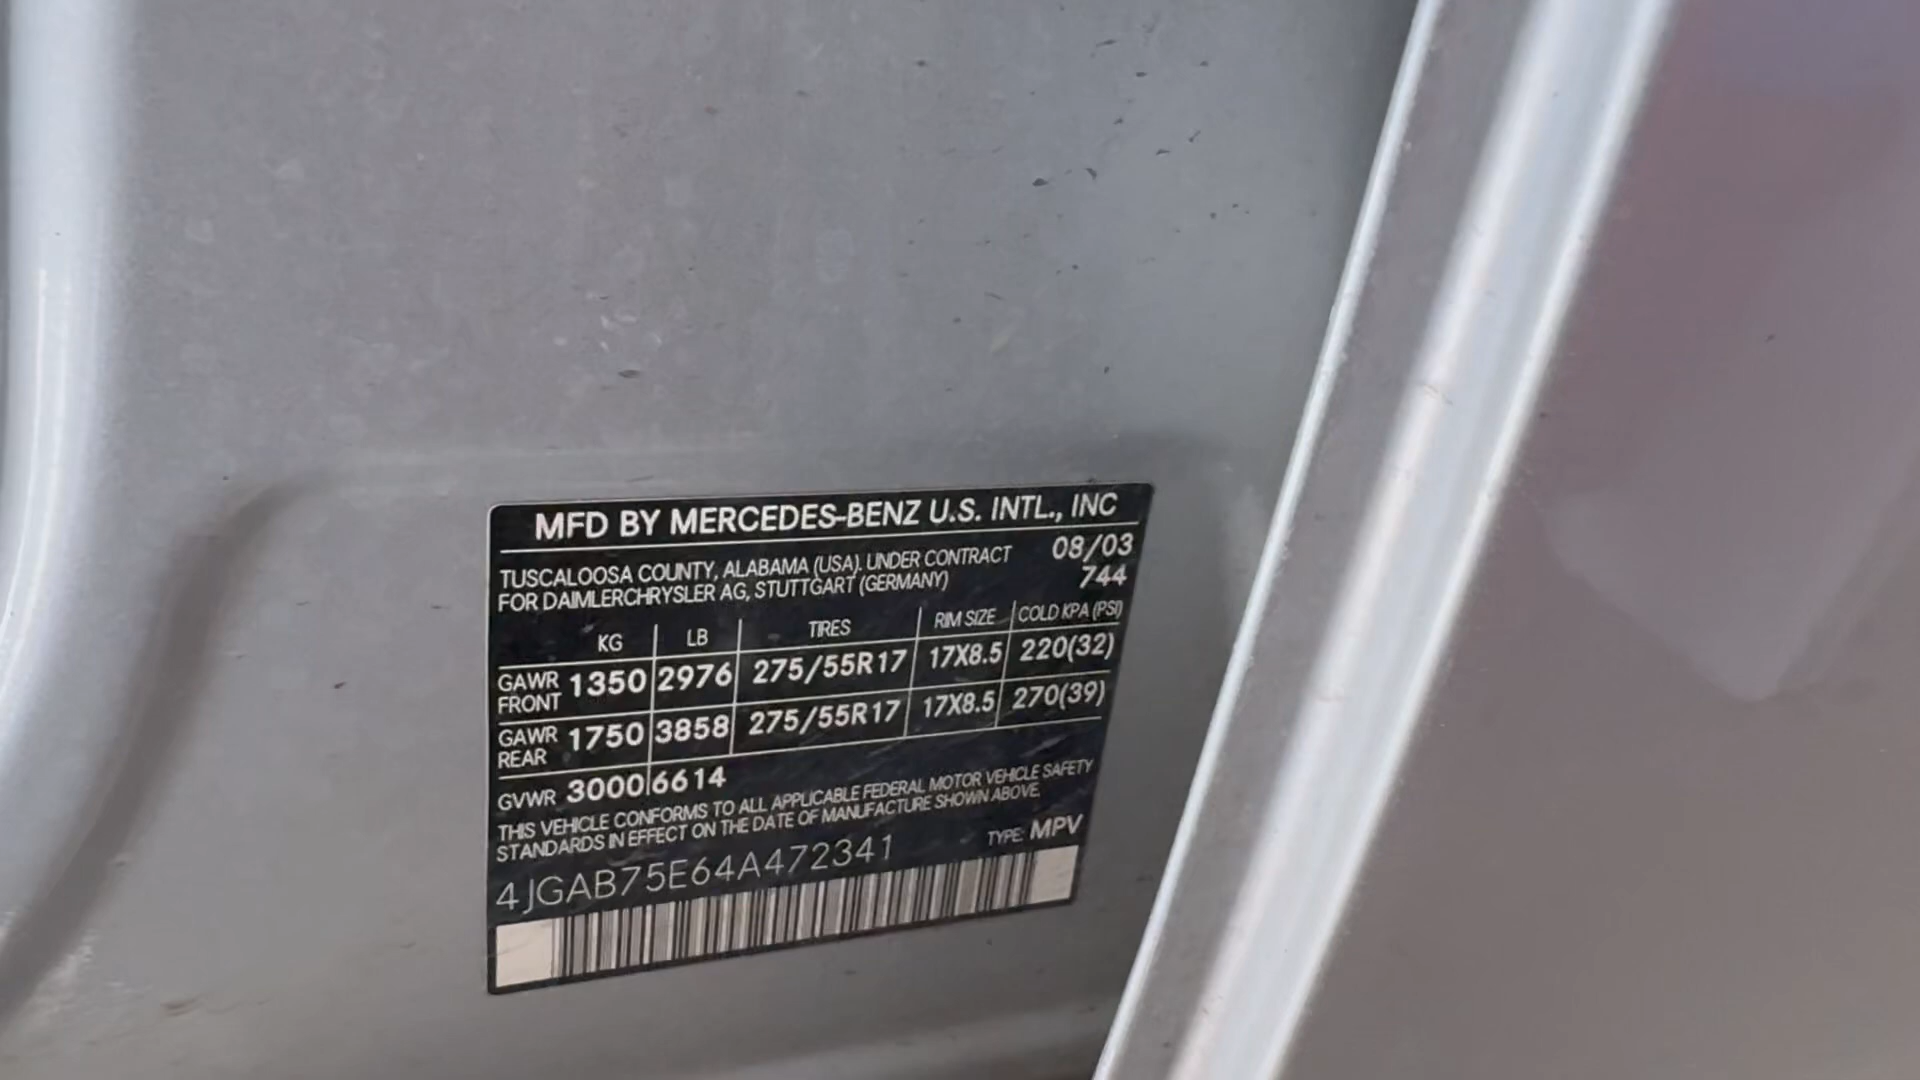 MFD BY MERCEDES-BENZ U.S. INTL., INC
TUSCALOOSA COUNTY, ALABAMA (USA). UNDER CONTRACT 08/03
FOR DAIMLERCHRYSLER AG, STUTTGART (GERMANY) 744
KG LB TIRES RIM SIZE COLD KPA (PSI)
GAWR FRONT 1350 2976 275/55R17 17X8.5 220(32)
GAWR REAR 1750 3858 275/55R17 17X8.5 270(39)
GVWR 3000 6614
THIS VEHICLE CONFORMS TO ALL APPLICABLE FEDERAL MOTOR VEHICLE SAFETY
STANDARDS IN EFFECT ON THE DATE OF MANUFACTURE SHOWN ABOVE.
4JGAB75E64A472341 TYPE: MPV